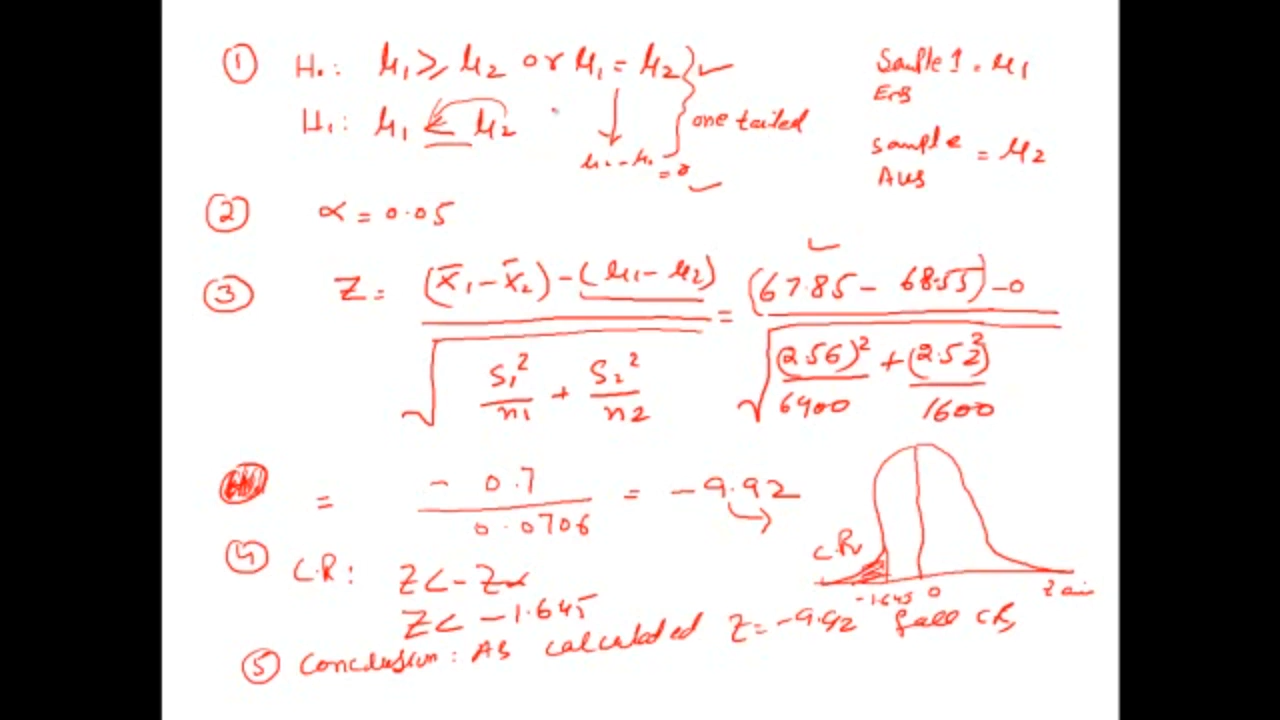 ① H₀: μ₁ ≥ μ₂ or μ₁ = μ₂
H₁: μ₁ < μ₂
one tailed
= 0
Sample 1 = μ₁
Eng
Sample = μ₂
Aus
② α = 0.05
③ Z = ((x̄₁ - x̄₂) - (μ₁ - μ₂)) / √(S₁²/n1 + S₂²/n2) = ((67.85 - 68.55) - 0) / √((2.56)²/6400 + (2.52)²/1600)
= - 0.7 / 0.0706 = -9.92
④ C.R: Z < - Zα
Z < -1.645
C.R
-1.645 0
⑤ Conclusion: As calculated Z = -9.92 fall CR,